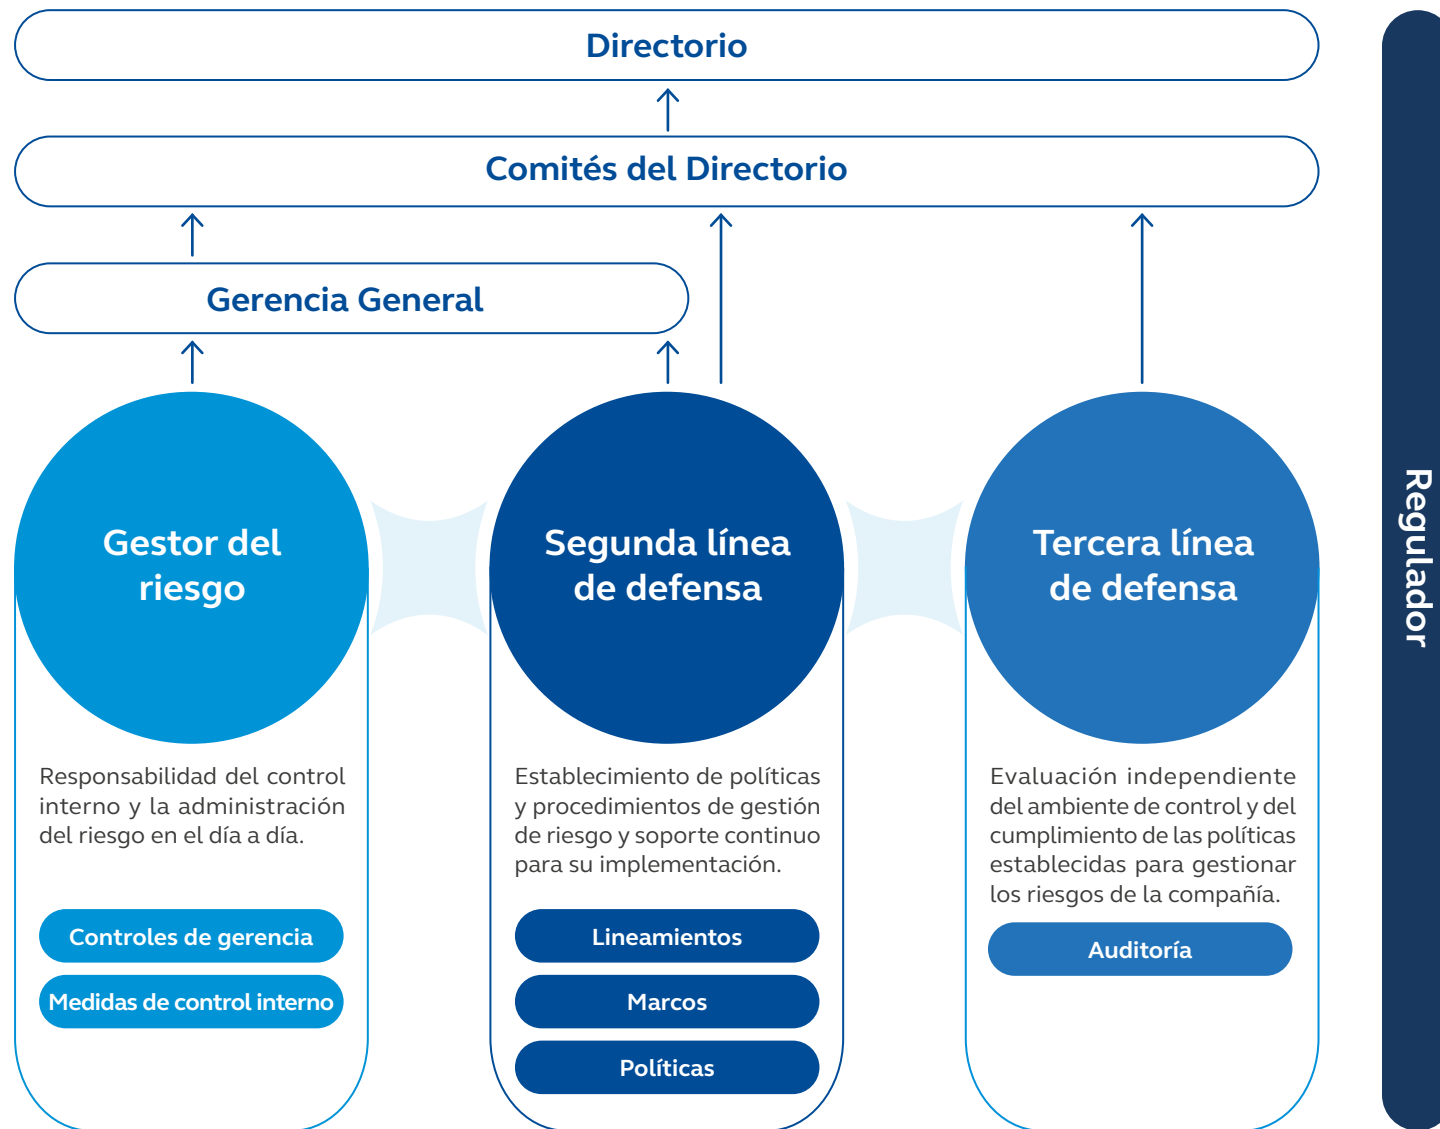 Directorio
Comités del Directorio
Gerencia General
Gestor del
riesgo
Responsabilidad del control
interno y la administración
del riesgo en el día a día.
Controles de gerencia
Medidas de control interno
Segunda línea
de defensa
Establecimiento de políticas
y procedimientos de gestión
de riesgo y soporte continuo
para su implementación.
Lineamientos
Marcos
Políticas
Tercera línea
de defensa
Evaluación independiente
del ambiente de control y del
cumplimiento de las políticas
establecidas para gestionar
los riesgos de la compañía.
Auditoría
Regulador